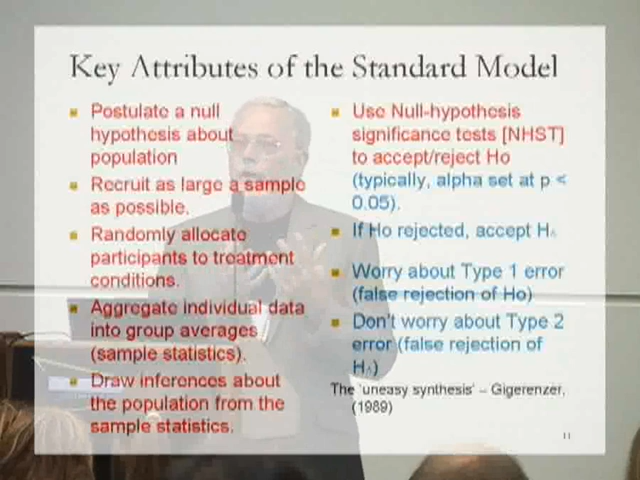 Key Attributes of the Standard Model
Postulate a null
hypothesis about
population
Recruit as large a sample
as possible.
Randomly allocate
participants to treatment
conditions.
Aggregate individual data
into group averages
(sample statistics).
Draw inferences about
the population from the
sample statistics.
Use Null-hypothesis
significance tests [NHST]
to accept/reject Ho
(typically, alpha set at p <
0.05).
If Ho rejected, accept HA
Worry about Type 1 error
(false rejection of Ho)
Don't worry about Type 2
error (false rejection of
HA)
The 'uneasy synthesis' – Gigerenzer,
(1989)
11